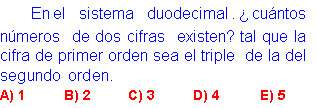 En el sistema duodecimal.¿ cuántos
números de dos cifras existen? tal que la
cifra de primer orden sea el triple de la del
segundo orden.
A) 1 B) 2 C) 3 D) 4 E) 5